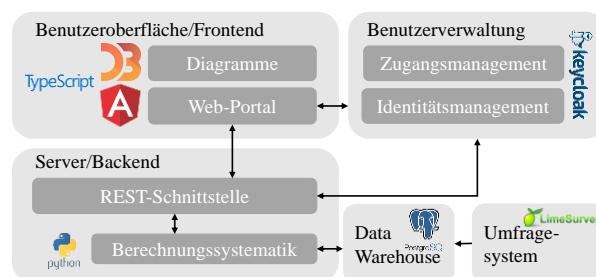 Benutzeroberfläche/Frontend
Diagramme
TypeScript
Web-Portal
Benutzerverwaltung
Zugangsmanagement
Identitätsmanagement
keycloak
Server/Backend
REST-Schnittstelle
Berechnungssystematik
python
Data
Warehouse
PostgreSQL
LimeSurvey
Umfrage-
system